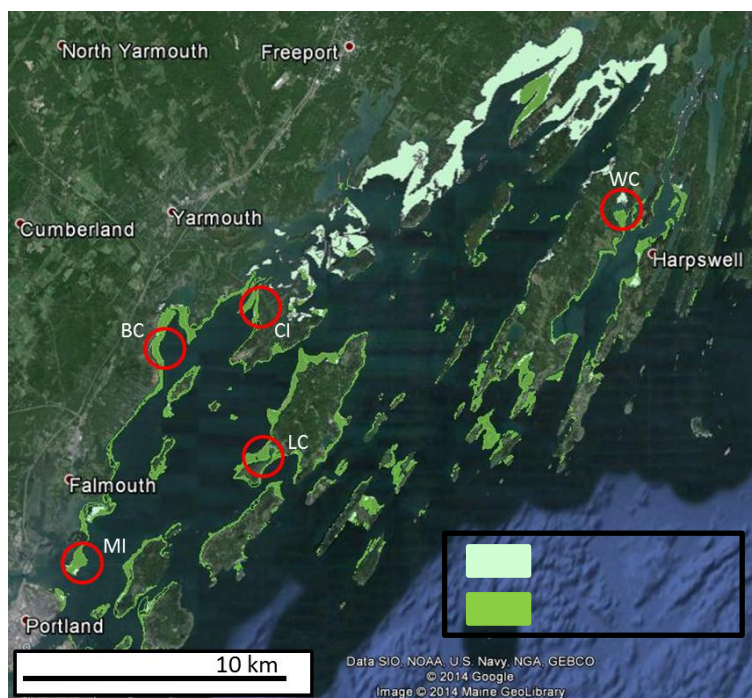 North Yarmouth
Freeport
WC
Yarmouth
Cumberland
Harpswell
BC
CI
LC
Falmouth
MI
Portland
10 km
Data SIO, NOAA, U.S. Navy, NGA, GEBCO
© 2014 Google
Image © 2014 Maine GeoLibrary